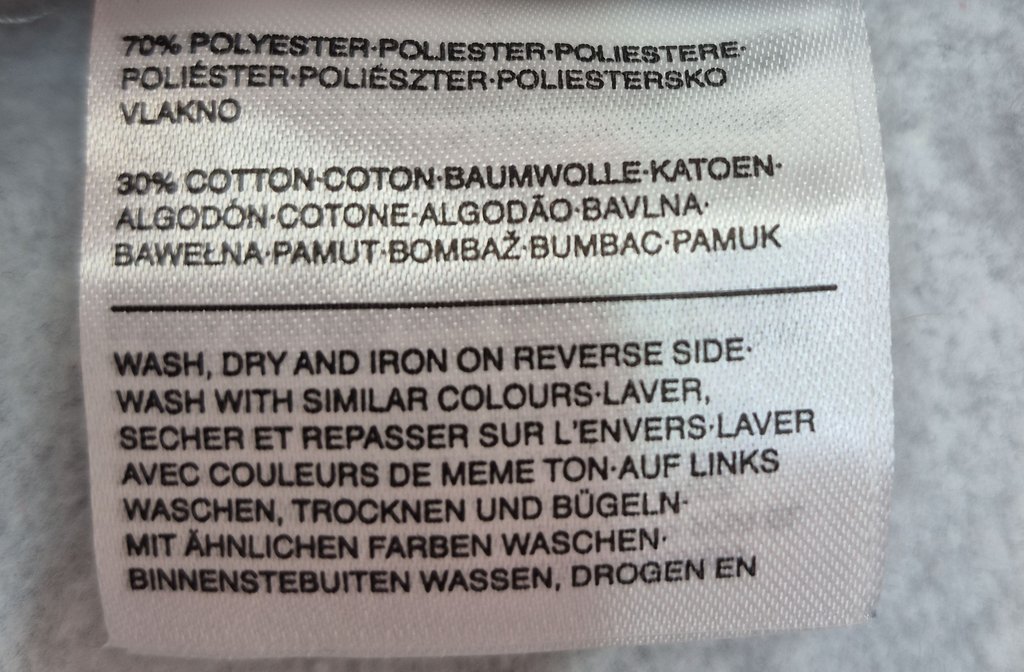 70% POLYESTER·POLIESTER·POLIESTERE·
POLIÉSTER·POLIÉSZTER·POLIESTERSKO
VLAKNO
30% COTTON·COTON·BAUMWOLLE·KATOEN·
ALGODÓN·COTONE·ALGODÃO·BAVLNA·
BAWEŁNA·PAMUT·BOMBAŽ·BUMBAC·PAMUK
WASH, DRY AND IRON ON REVERSE SIDE·
WASH WITH SIMILAR COLOURS·LAVER,
SECHER ET REPASSER SUR L'ENVERS·LAVER
AVEC COULEURS DE MEME TON·AUF LINKS
WASCHEN, TROCKNEN UND BÜGELN·
MIT ÄHNLICHEN FARBEN WASCHEN·
BINNENSTEBUITEN WASSEN, DROGEN EN